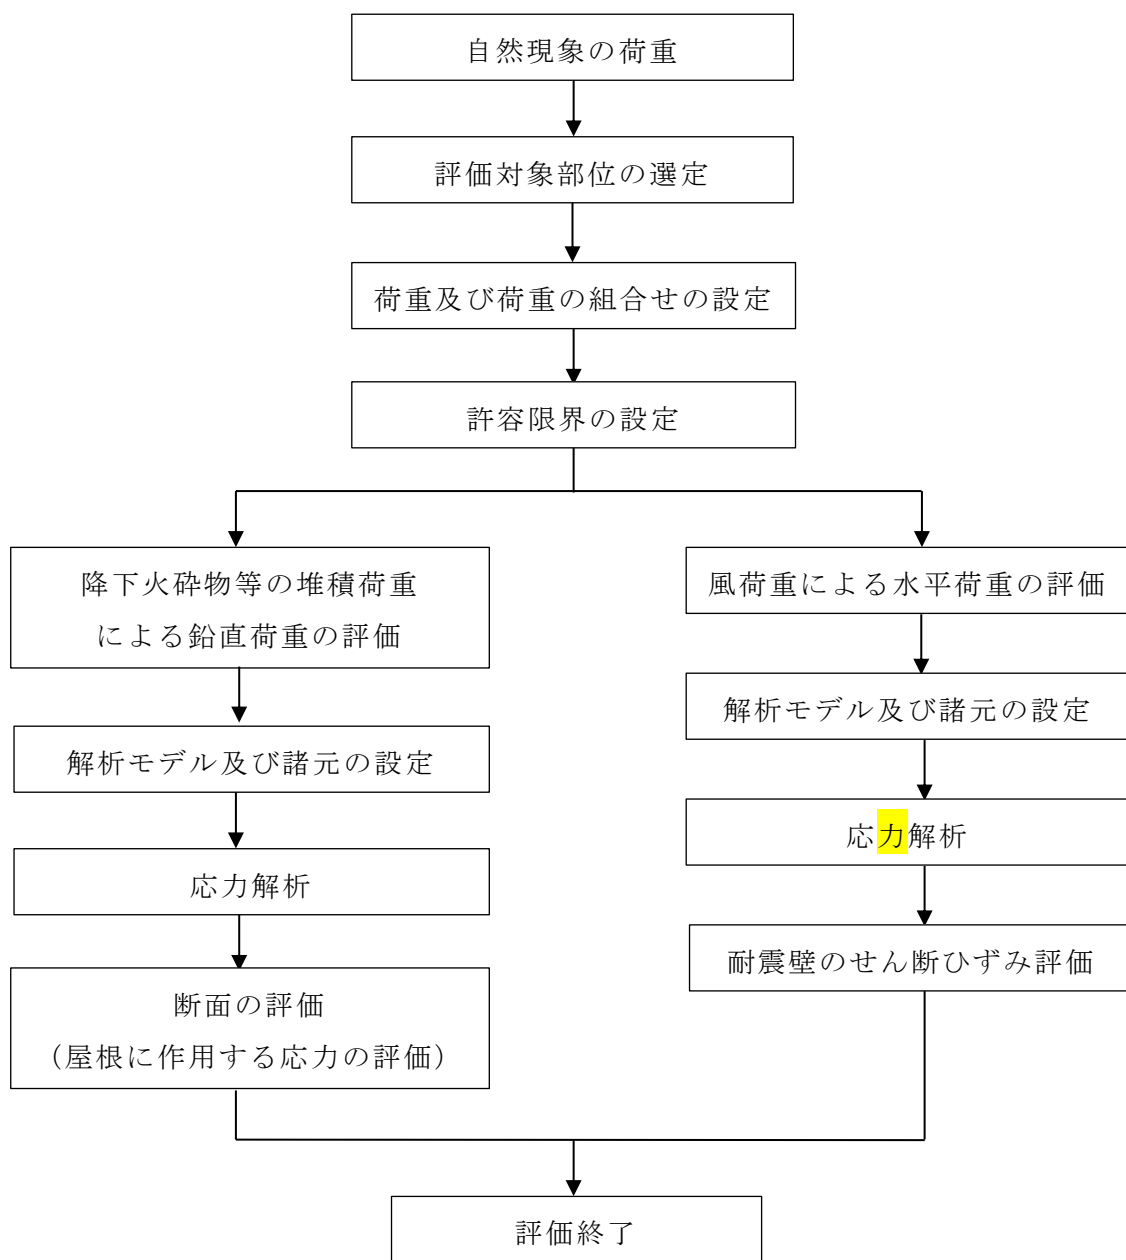 自然現象の荷重
評価対象部位の選定
荷重及び荷重の組合せの設定
許容限界の設定
降下火砕物等の堆積荷重
による鉛直荷重の評価
解析モデル及び諸元の設定
応力解析
断面の評価
（屋根に作用する応力の評価）
風荷重による水平荷重の評価
解析モデル及び諸元の設定
応力解析
耐震壁のせん断ひずみ評価
評価終了